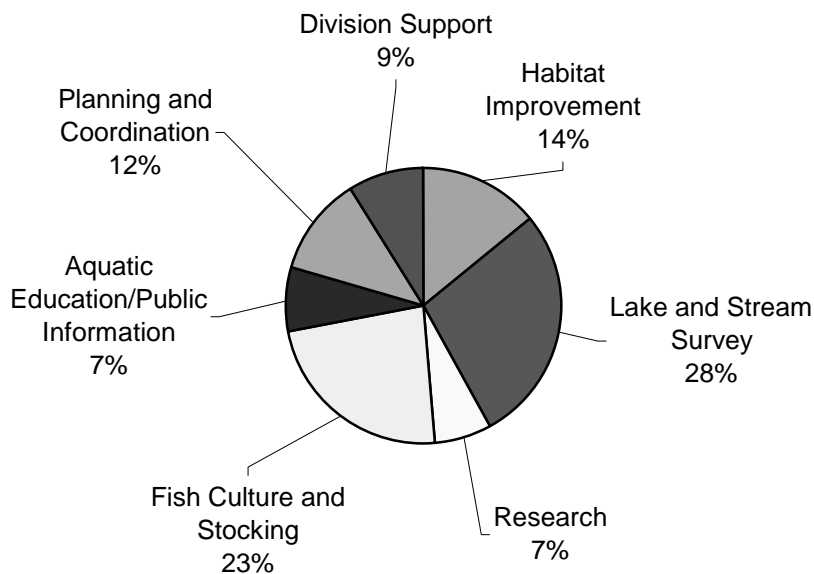 Division Support
9%
Habitat
Improvement
14%
Planning and
Coordination
12%
Aquatic
Education/Public
Information
7%
Lake and Stream
Survey
28%
Fish Culture and
Stocking
23%
Research
7%